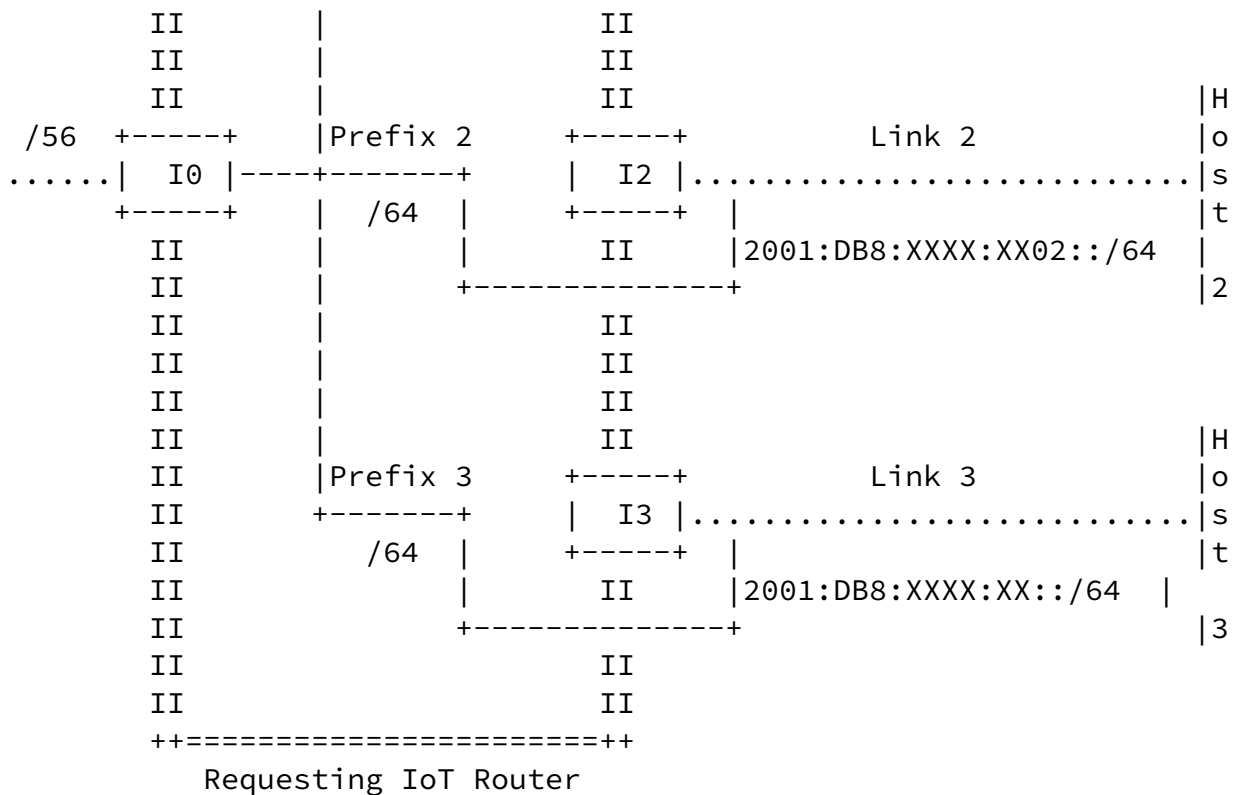 II      |               II
II      |               II
II      |               II                                |H
/56  +-----+     |Prefix 2     +-----+          Link 2            |o
......|  I0 |----+-------+     |  I2 |............................|s
+-----+    |  /64  |     +-----+  |                         |t
II       |       |       II     |2001:DB8:XXXX:XX02::/64  |
II       |       +--------------+                         |2
II       |               II
II       |               II
II       |               II
II       |               II                               |H
II       |Prefix 3     +-----+          Link 3            |o
II       +-------+     |  I3 |............................|s
II          /64  |     +-----+  |                         |t
II               |       II     |2001:DB8:XXXX:XX::/64  |
II               +--------------+                         |3
II                       II
II                       II
++=======================++
Requesting IoT Router